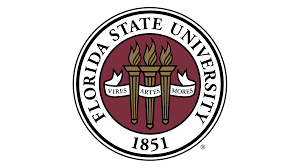 FLORIDA STATE UNIVERSITY
VIRES ARTES MORES
1851
®